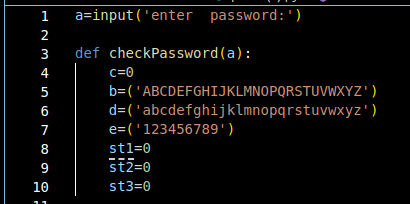 1 a=input('enter  password:')
2
3 def checkPassword(a):
4 c=0
5 b=('ABCDEFGHIJKLMNOPQRSTUVWXYZ')
6 d=('abcdefghijklmnopqrstuvwxyz')
7 e=('123456789')
8 st1=0
9 st2=0
10 st3=0